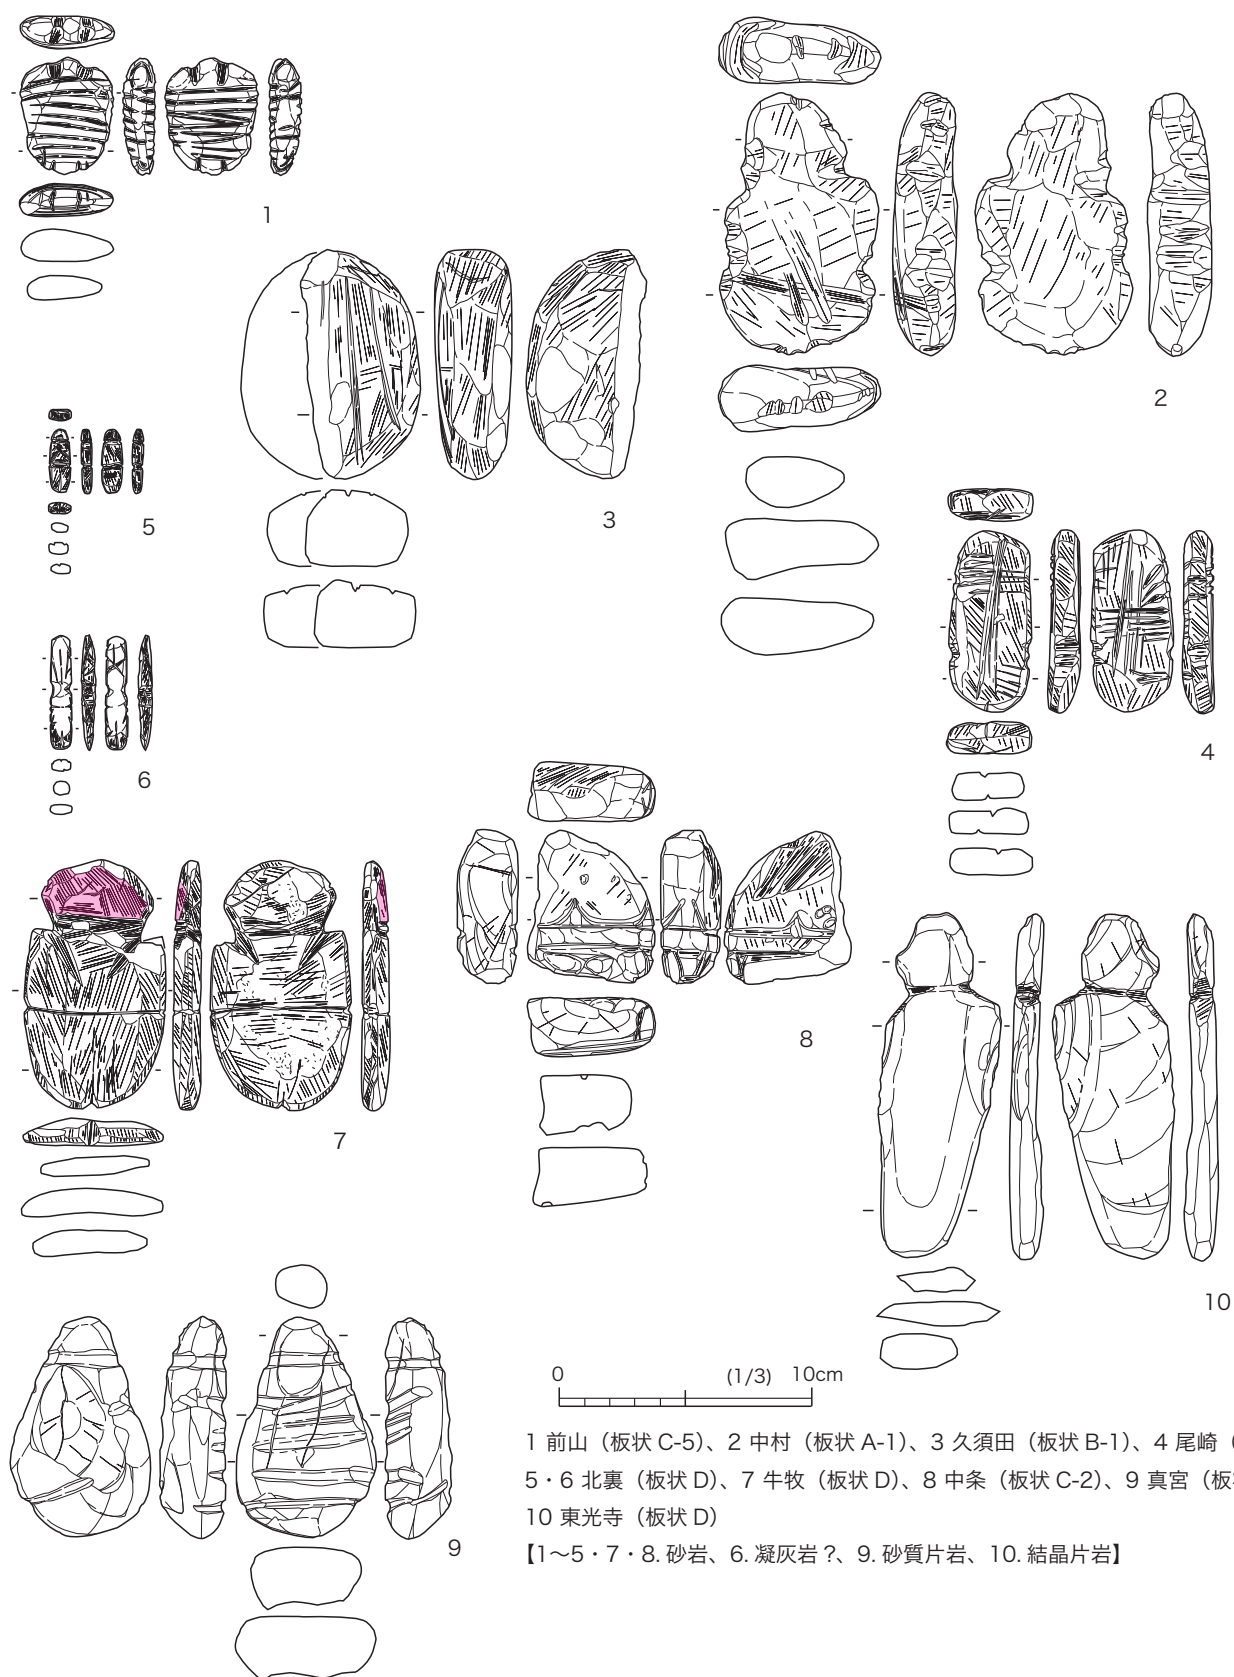 1
2
3
5
4
6
7
8
10
9
0 (1/3) 10cm
1 前山（板状 C-5）、2 中村（板状 A-1）、3 久須田（板状 B-1）、4 尾崎（
5・6 北裏（板状 D）、7 牛牧（板状 D）、8 中条（板状 C-2）、9 真宮（板
10 東光寺（板状 D）
【1〜5・7・8. 砂岩、6. 凝灰岩 ?、9. 砂質片岩、10. 結晶片岩】